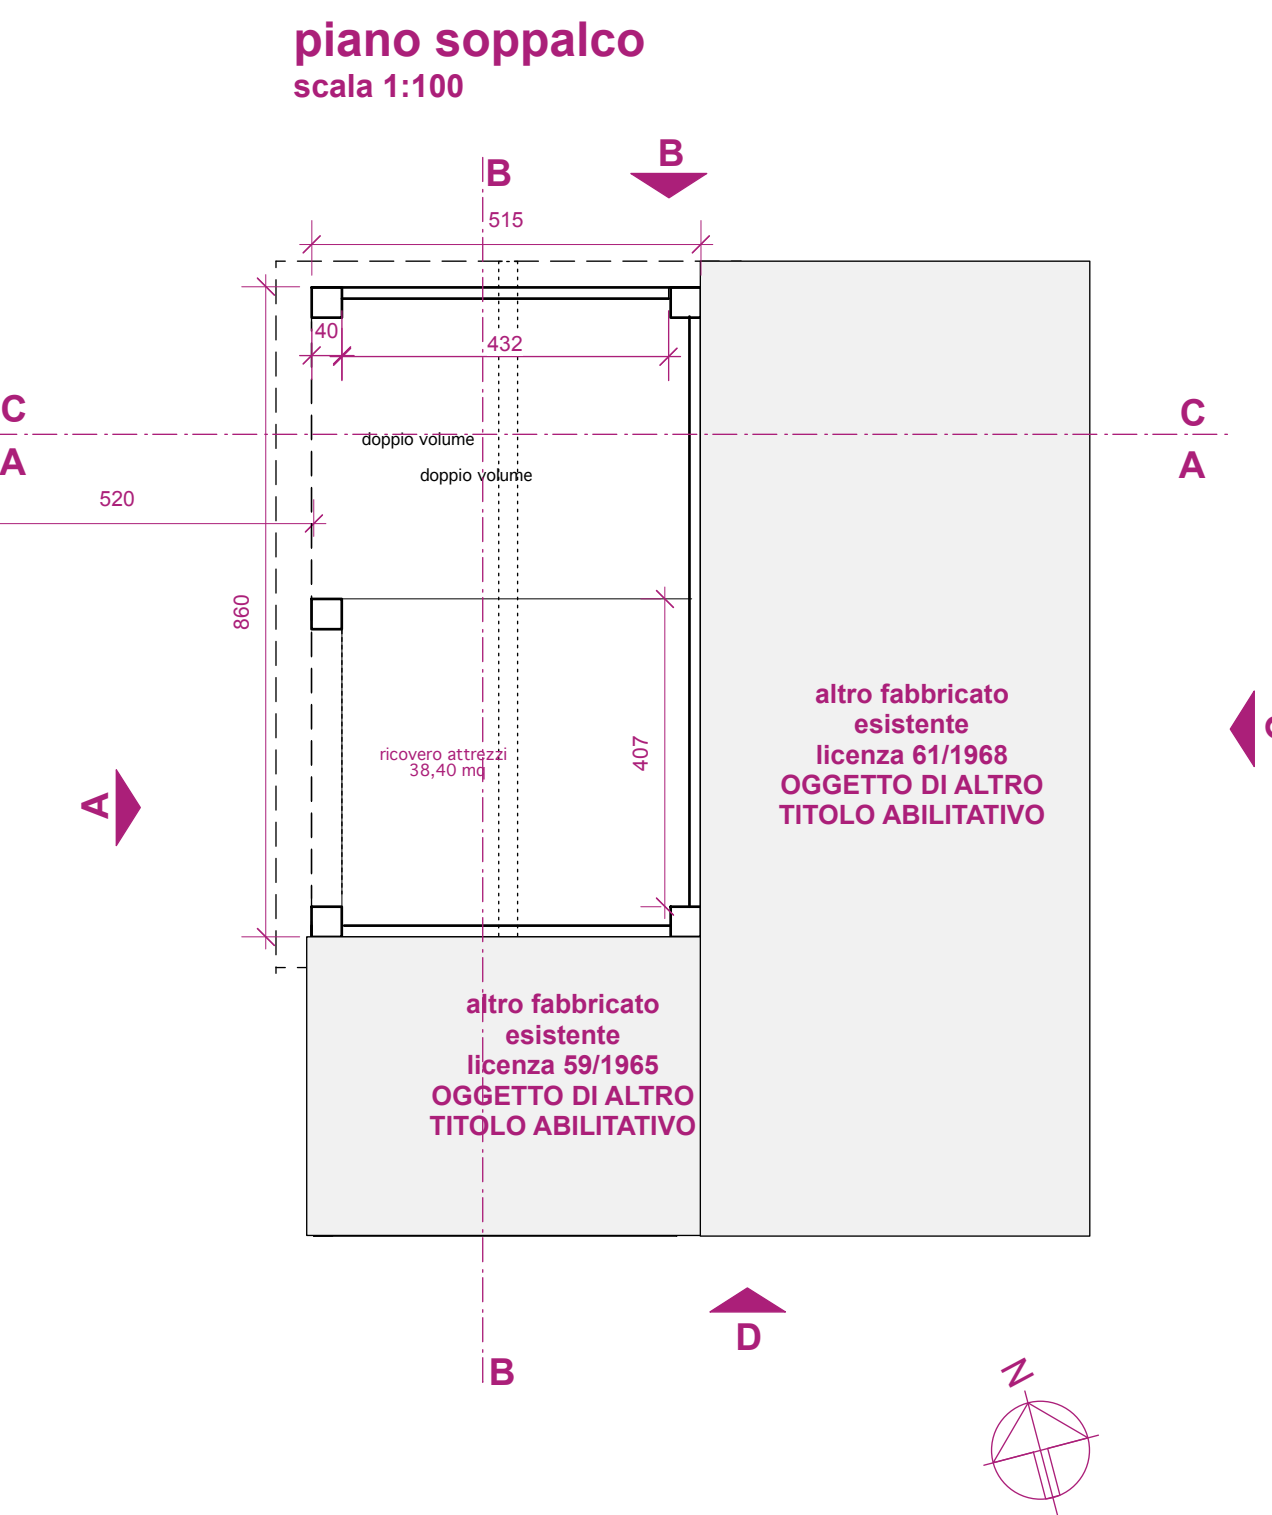 piano soppalco
scala 1:100
B
B
515
40
432
C
C
doppio volume
A
A
doppio volume
520
860
altro fabbricato
esistente
licenza 61/1968
OGGETTO DI ALTRO
TITOLO ABILITATIVO
407
ricovero attrezzi
38,40 mq
A
altro fabbricato
esistente
licenza 59/1965
OGGETTO DI ALTRO
TITOLO ABILITATIVO
D
B
N